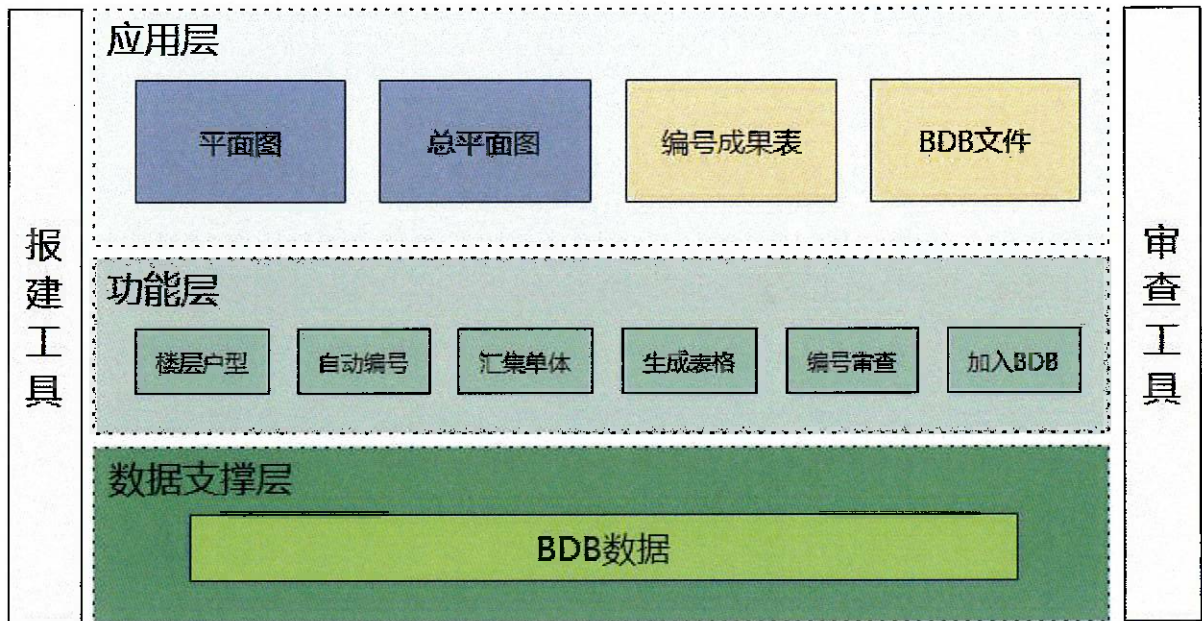 应用层
平面图
总平面图
编号成果表
BDB文件
报建工具
审查工具
功能层
楼层户型
自动编号
汇集单体
生成表格
编号审查
加入BDB
数据支撑层
BDB数据